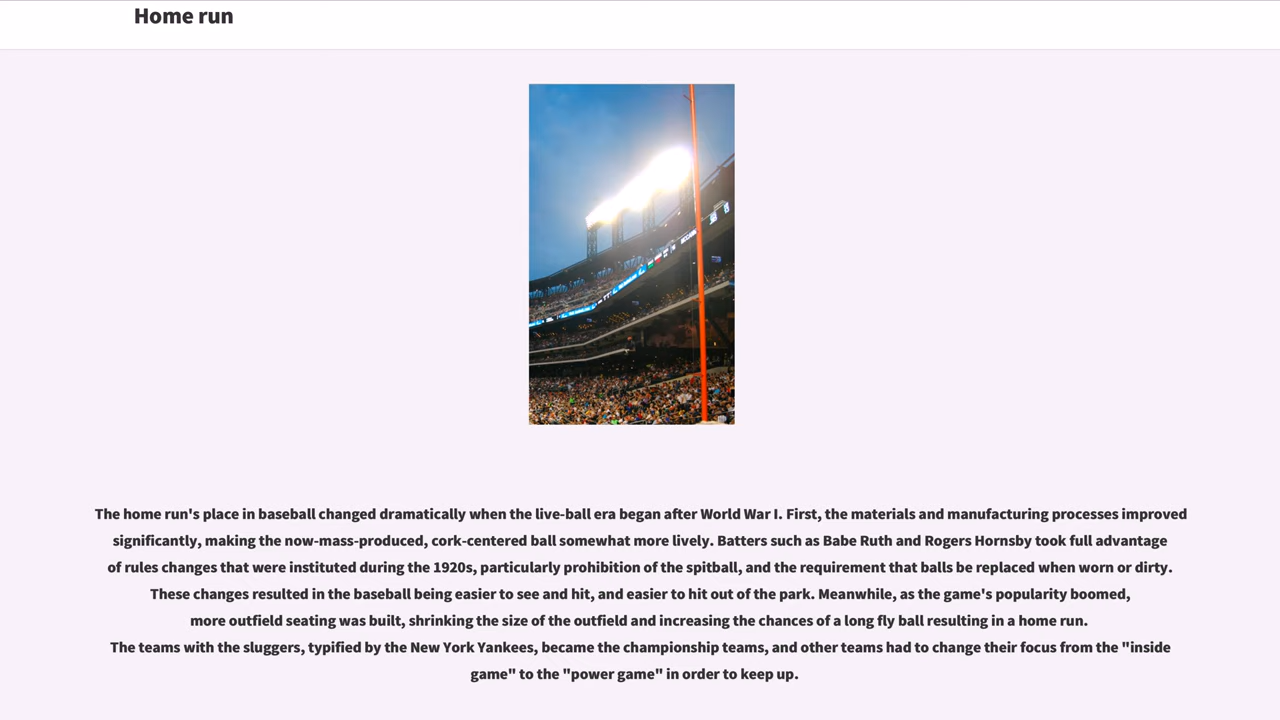 Home run
The home run's place in baseball changed dramatically when the live-ball era began after World War I. First, the materials and manufacturing processes improved
significantly, making the now-mass-produced, cork-centered ball somewhat more lively. Batters such as Babe Ruth and Rogers Hornsby took full advantage
of rules changes that were instituted during the 1920s, particularly prohibition of the spitball, and the requirement that balls be replaced when worn or dirty.
These changes resulted in the baseball being easier to see and hit, and easier to hit out of the park. Meanwhile, as the game's popularity boomed,
more outfield seating was built, shrinking the size of the outfield and increasing the chances of a long fly ball resulting in a home run.
The teams with the sluggers, typified by the New York Yankees, became the championship teams, and other teams had to change their focus from the "inside
game" to the "power game" in order to keep up.